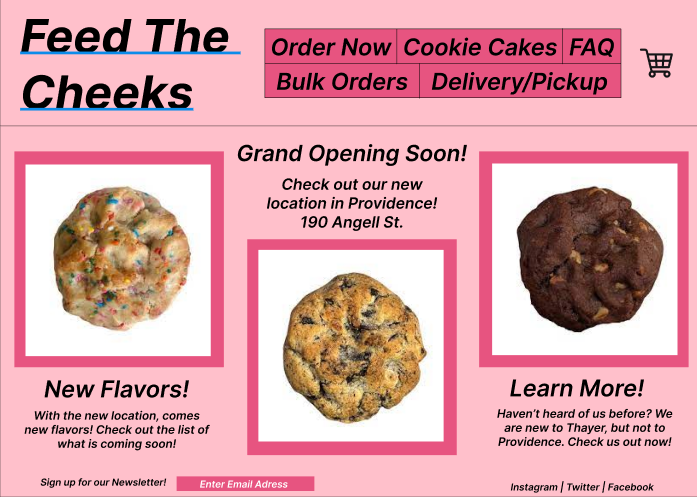 Feed The
Cheeks
Order Now Cookie Cakes FAQ
Bulk Orders Delivery/Pickup
Grand Opening Soon!
Check out our new
location in Providence!
190 Angell St.
New Flavors!
With the new location, comes
new flavors! Check out the list of
what is coming soon!
Learn More!
Haven't heard of us before? We
are new to Thayer, but not to
Providence. Check us out now!
Sign up for our Newsletter! Enter Email Adress
Instagram | Twitter | Facebook